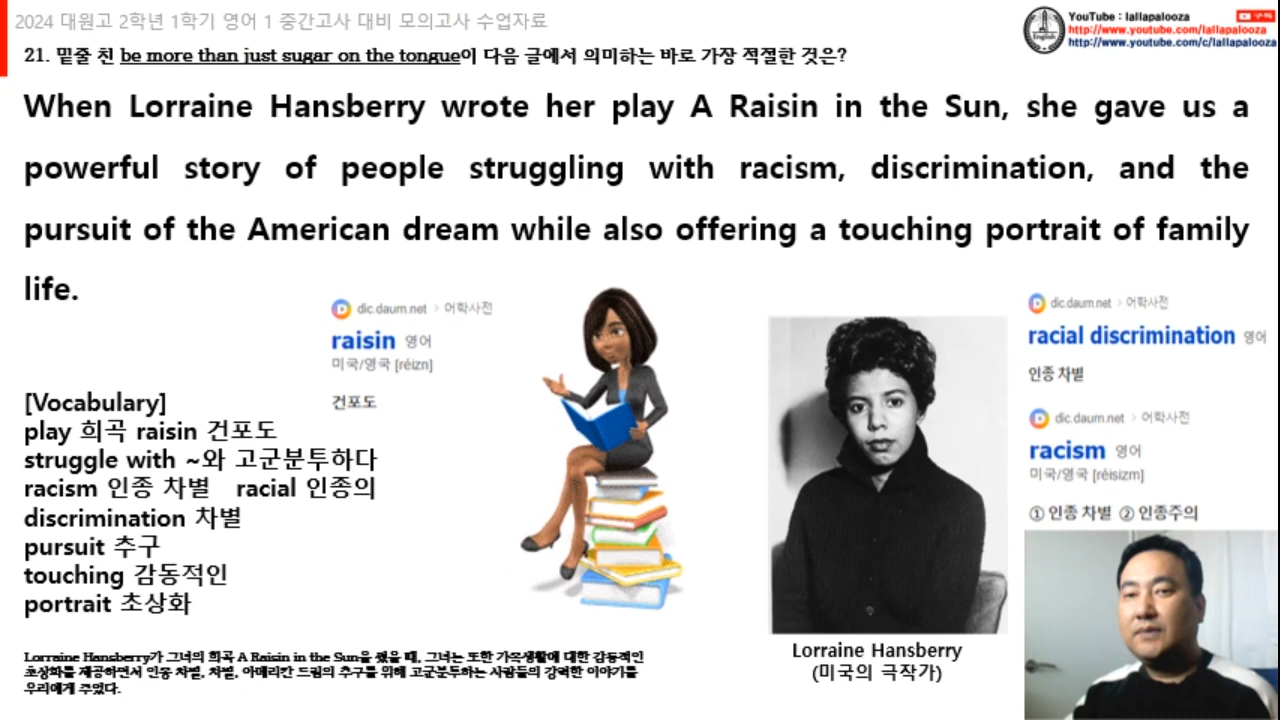 2024 대원고 2학년 1학기 영어 1 중간고사 대비 모의고사 수업자료
YouTube : lallapalooza
구독
http://www.youtube.com/lallapalooza
http://www.youtube.com/c/lallapalooza
English
21. 밑줄 친 be more than just sugar on the tongue이 다음 글에서 의미하는 바로 가장 적절한 것은?
When Lorraine Hansberry wrote her play A Raisin in the Sun, she gave us a
powerful story of people struggling with racism, discrimination, and the
pursuit of the American dream while also offering a touching portrait of family
life.
dic.daum.net › 어학사전
raisin 영어
미국/영국 [réizn]
건포도
dic.daum.net › 어학사전
racial discrimination 영어
인종 차별
dic.daum.net › 어학사전
racism 영어
미국/영국 [réisizm]
① 인종 차별 ② 인종주의
[Vocabulary]
play 희곡 raisin 건포도
struggle with ~와 고군분투하다
racism 인종 차별 racial 인종의
discrimination 차별
pursuit 추구
touching 감동적인
portrait 초상화
Lorraine Hansberry
(미국의 극작가)
Lorraine Hansberry가 그녀의 희곡 A Raisin in the Sun을 썼을 때, 그녀는 또한 가족생활에 대한 감동적인
초상화를 제공하면서 인종 차별, 차별, 아메리칸 드림의 추구를 위해 고군분투하는 사람들의 강력한 이야기를
우리에게 주었다.